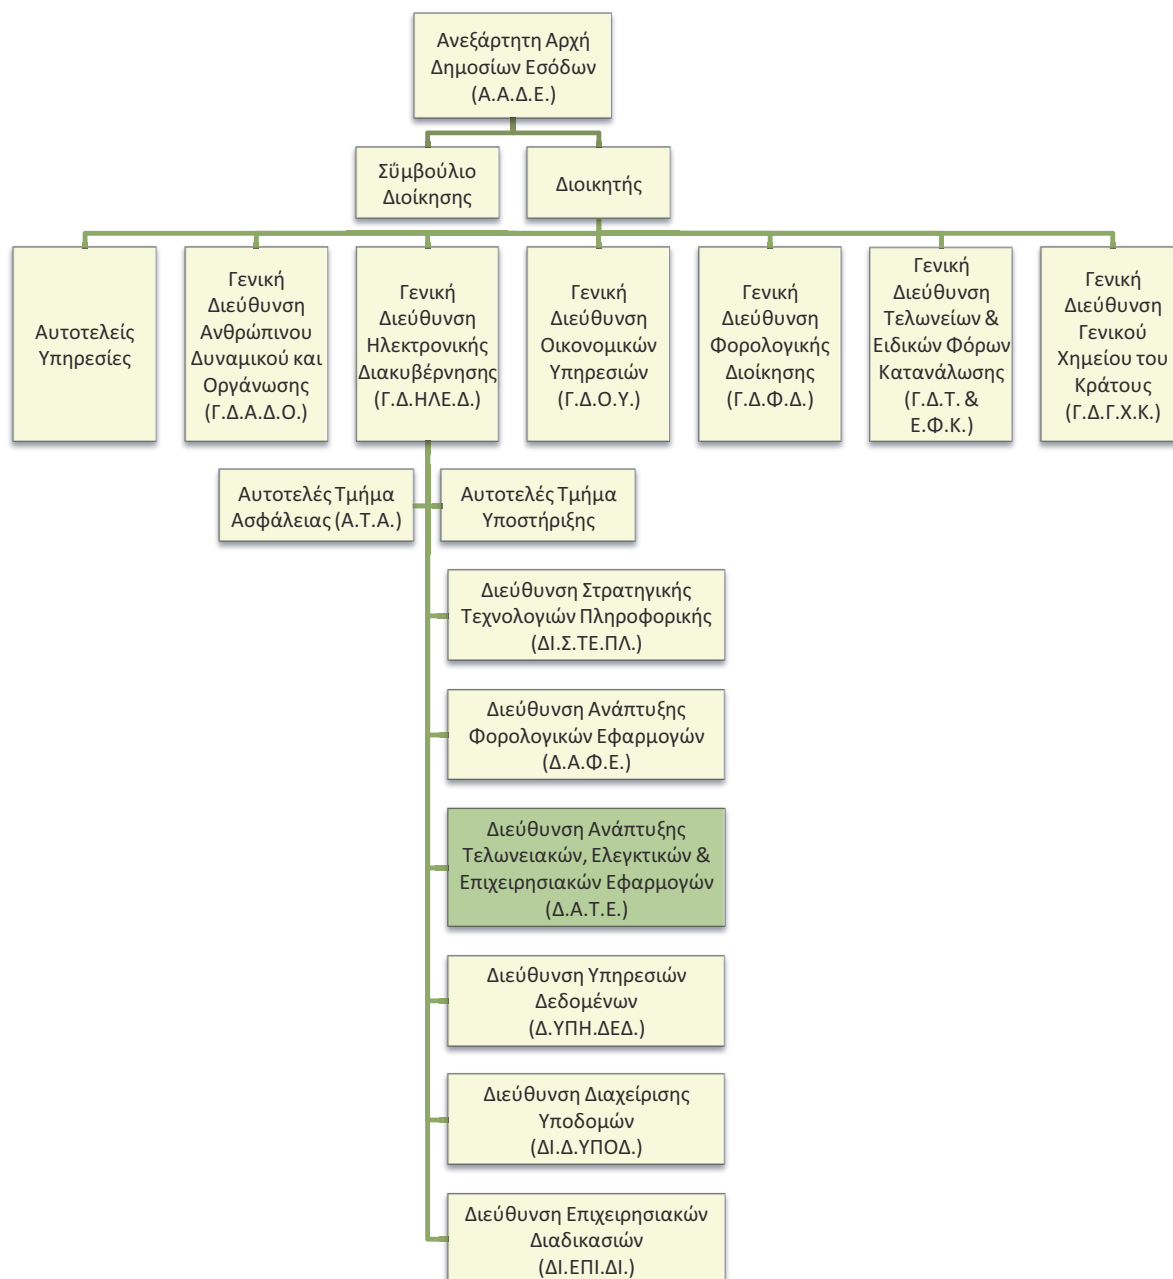 Ανεξάρτητη Αρχή
Δημοσίων Εσόδων
(Α.Α.Δ.Ε.)
Σΰμβούλιο
Διοίκησης
Διοικητής
Αυτοτελείς
Υπηρεσίες
Γενική
Διεύθυνση
Ανθρώπινου
Δυναμικού και
Οργάνωσης
(Γ.Δ.Α.Δ.Ο.)
Γενική
Διεύθυνση
Ηλεκτρονικής
Διακυβέρνησης
(Γ.Δ.ΗΛΕ.Δ.)
Γενική
Διεύθυνση
Οικονομικών
Υπηρεσιών
(Γ.Δ.Ο.Υ.)
Γενική
Διεύθυνση
Φορολογικής
Διοίκησης
(Γ.Δ.Φ.Δ.)
Γενική
Διεύθυνση
Τελωνείων &
Ειδικών Φόρων
Κατανάλωσης
(Γ.Δ.Τ. &
Ε.Φ.Κ.)
Γενική
Διεύθυνση
Γενικού
Χημείου του
Κράτους
(Γ.Δ.Γ.Χ.Κ.)
Αυτοτελές Τμήμα
Ασφάλειας (Α.Τ.Α.)
Αυτοτελές Τμήμα
Υποστήριξης
Διεύθυνση Στρατηγικής
Τεχνολογιών Πληροφορικής
(ΔΙ.Σ.ΤΕ.ΠΛ.)
Διεύθυνση Ανάπτυξης
Φορολογικών Εφαρμογών
(Δ.Α.Φ.Ε.)
Διεύθυνση Ανάπτυξης
Τελωνειακών, Ελεγκτικών &
Επιχειρησιακών Εφαρμογών
(Δ.Α.Τ.Ε.)
Διεύθυνση Υπηρεσιών
Δεδομένων
(Δ.ΥΠΗ.ΔΕΔ.)
Διεύθυνση Διαχείρισης
Υποδομών
(ΔΙ.Δ.ΥΠΟΔ.)
Διεύθυνση Επιχειρησιακών
Διαδικασιών
(ΔΙ.ΕΠΙ.ΔΙ.)